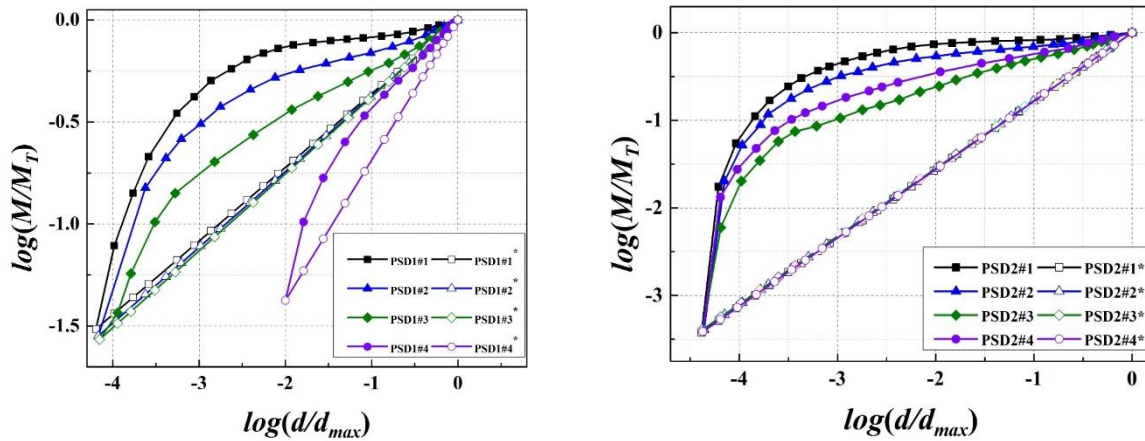 0.0
-0.5
-1.0
-1.5
log(M/M_T)
-4 -3 -2 -1 0
log(d/d_max)
PSD1#1 PSD1#1*
PSD1#2 PSD1#2*
PSD1#3 PSD1#3*
PSD1#4 PSD1#4*
0
-1
-2
-3
log(M/M_T)
-4 -3 -2 -1 0
log(d/d_max)
PSD2#1 PSD2#1*
PSD2#2 PSD2#2*
PSD2#3 PSD2#3*
PSD2#4 PSD2#4*